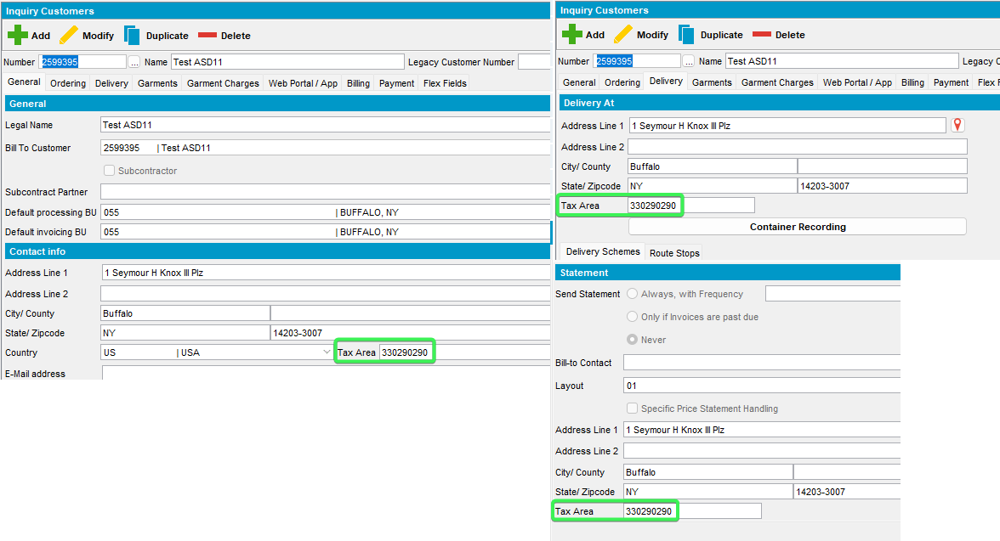 Inquiry Customers
Add Modify Duplicate Delete
Number 2599395 ... Name Test ASD11 Legacy Customer Number
General Ordering Delivery Garments Garment Charges Web Portal / App Billing Payment Flex Fields
General
Legal Name Test ASD11
Bill To Customer 2599395 | Test ASD11
Subcontractor
Subcontract Partner
Default processing BU 055 | BUFFALO, NY
Default invoicing BU 055 | BUFFALO, NY
Contact info
Address Line 1 1 Seymour H Knox III Plz
Address Line 2
City/ County Buffalo
State/ Zipcode NY 14203-3007
Country US | USA Tax Area 330290290
E-Mail address
Inquiry Customers
Add Modify Duplicate Delete
Number 2599395 ... Name Test ASD11 Legacy C
General Ordering Delivery Garments Garment Charges Web Portal / App Billing Payment Flex F
Delivery At
Address Line 1 1 Seymour H Knox III Plz
Address Line 2
City/ County Buffalo
State/ Zipcode NY 14203-3007
Tax Area 330290290
Container Recording
Delivery Schemes Route Stops
Statement
Send Statement Always, with Frequency
Only if Invoices are past due
Never
Bill-to Contact
Layout 01
Specific Price Statement Handling
Address Line 1 1 Seymour H Knox III Plz
Address Line 2
City/ County Buffalo
State/ Zipcode NY 14203-3007
Tax Area 330290290